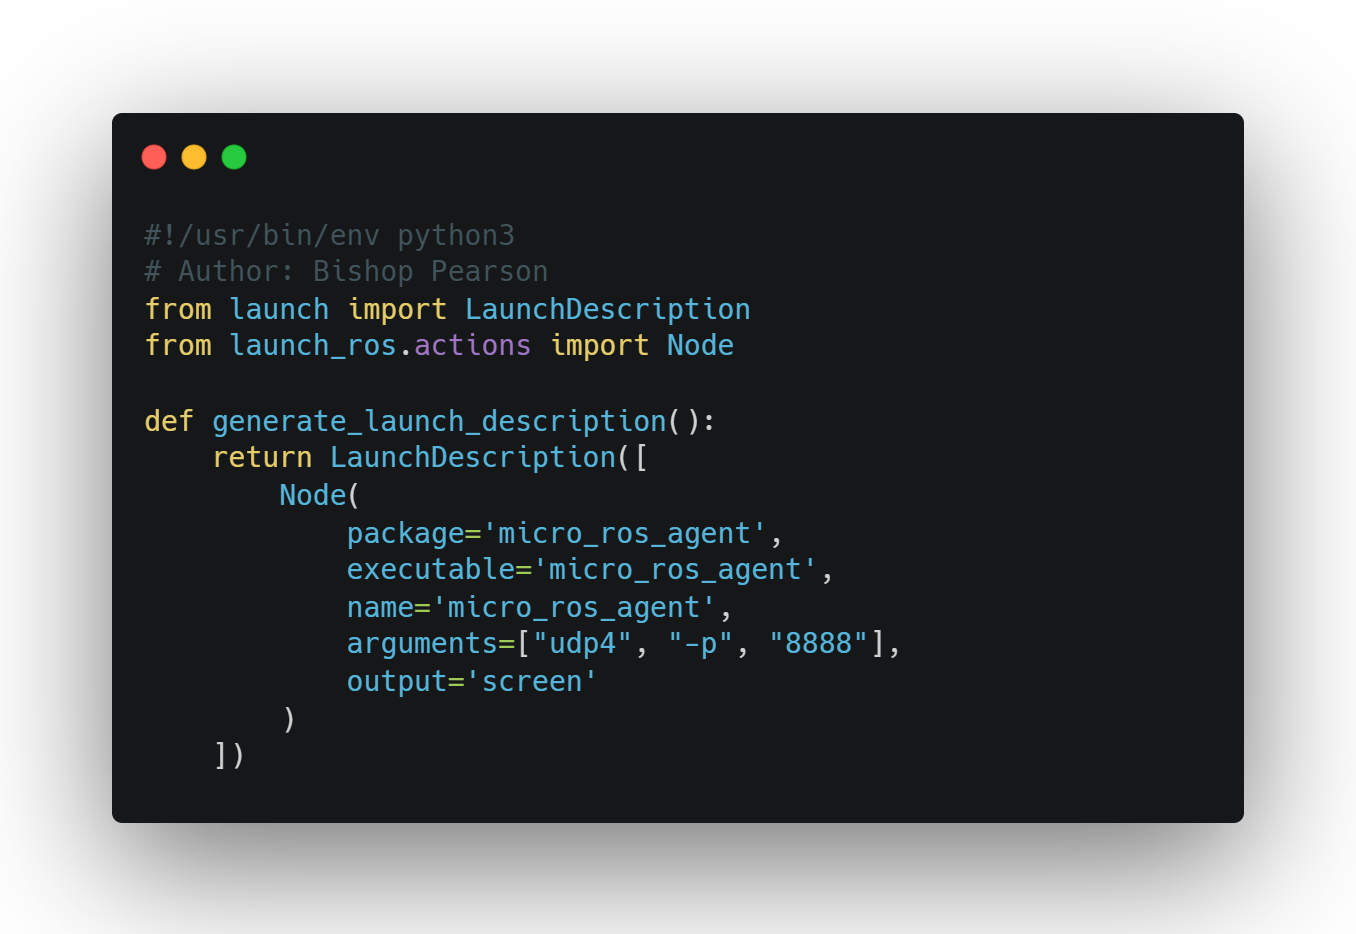 #!/usr/bin/env python3
# Author: Bishop Pearson
from launch import LaunchDescription
from launch_ros.actions import Node

def generate_launch_description():
    return LaunchDescription([
        Node(
            package='micro_ros_agent',
            executable='micro_ros_agent',
            name='micro_ros_agent',
            arguments=["udp4", "-p", "8888"],
            output='screen'
        )
    ])